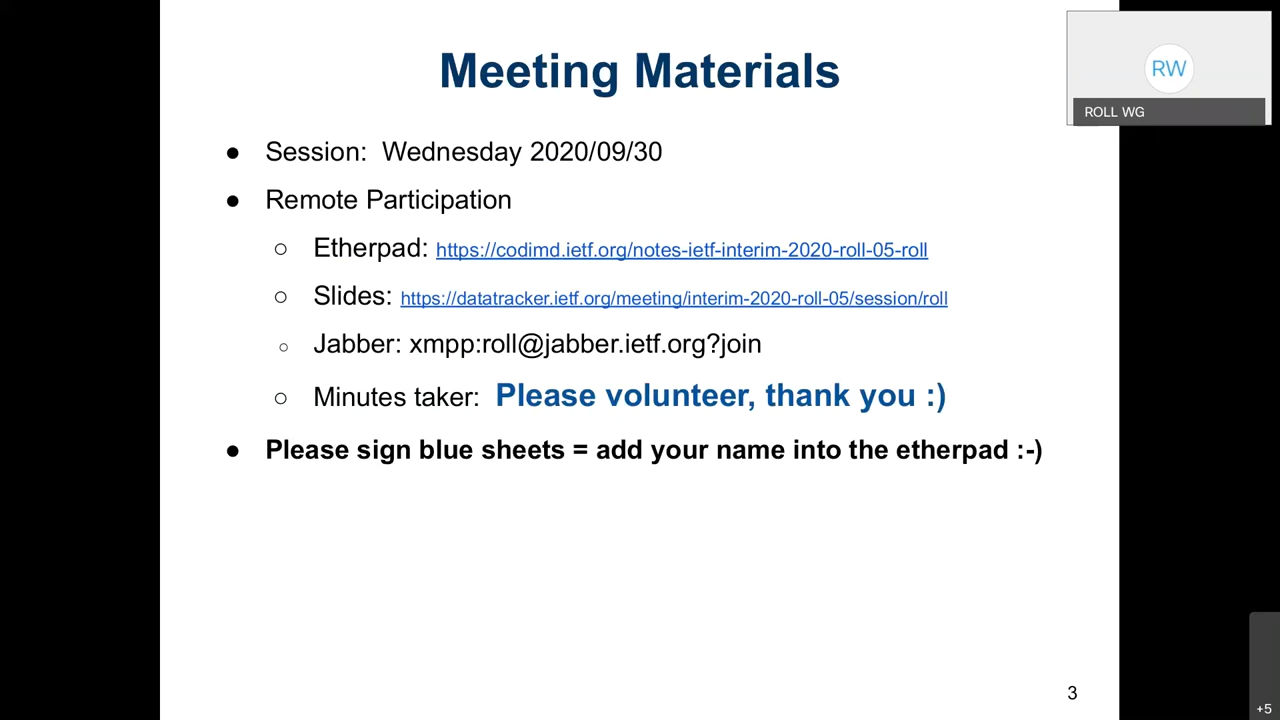 Meeting Materials
RW
ROLL WG
● Session: Wednesday 2020/09/30
● Remote Participation
○ Etherpad: https://codimd.ietf.org/notes-ietf-interim-2020-roll-05-roll
○ Slides: https://datatracker.ietf.org/meeting/interim-2020-roll-05/session/roll
○ Jabber: xmpp:roll@jabber.ietf.org?join
○ Minutes taker: Please volunteer, thank you :)
● Please sign blue sheets = add your name into the etherpad :-)
3
+5